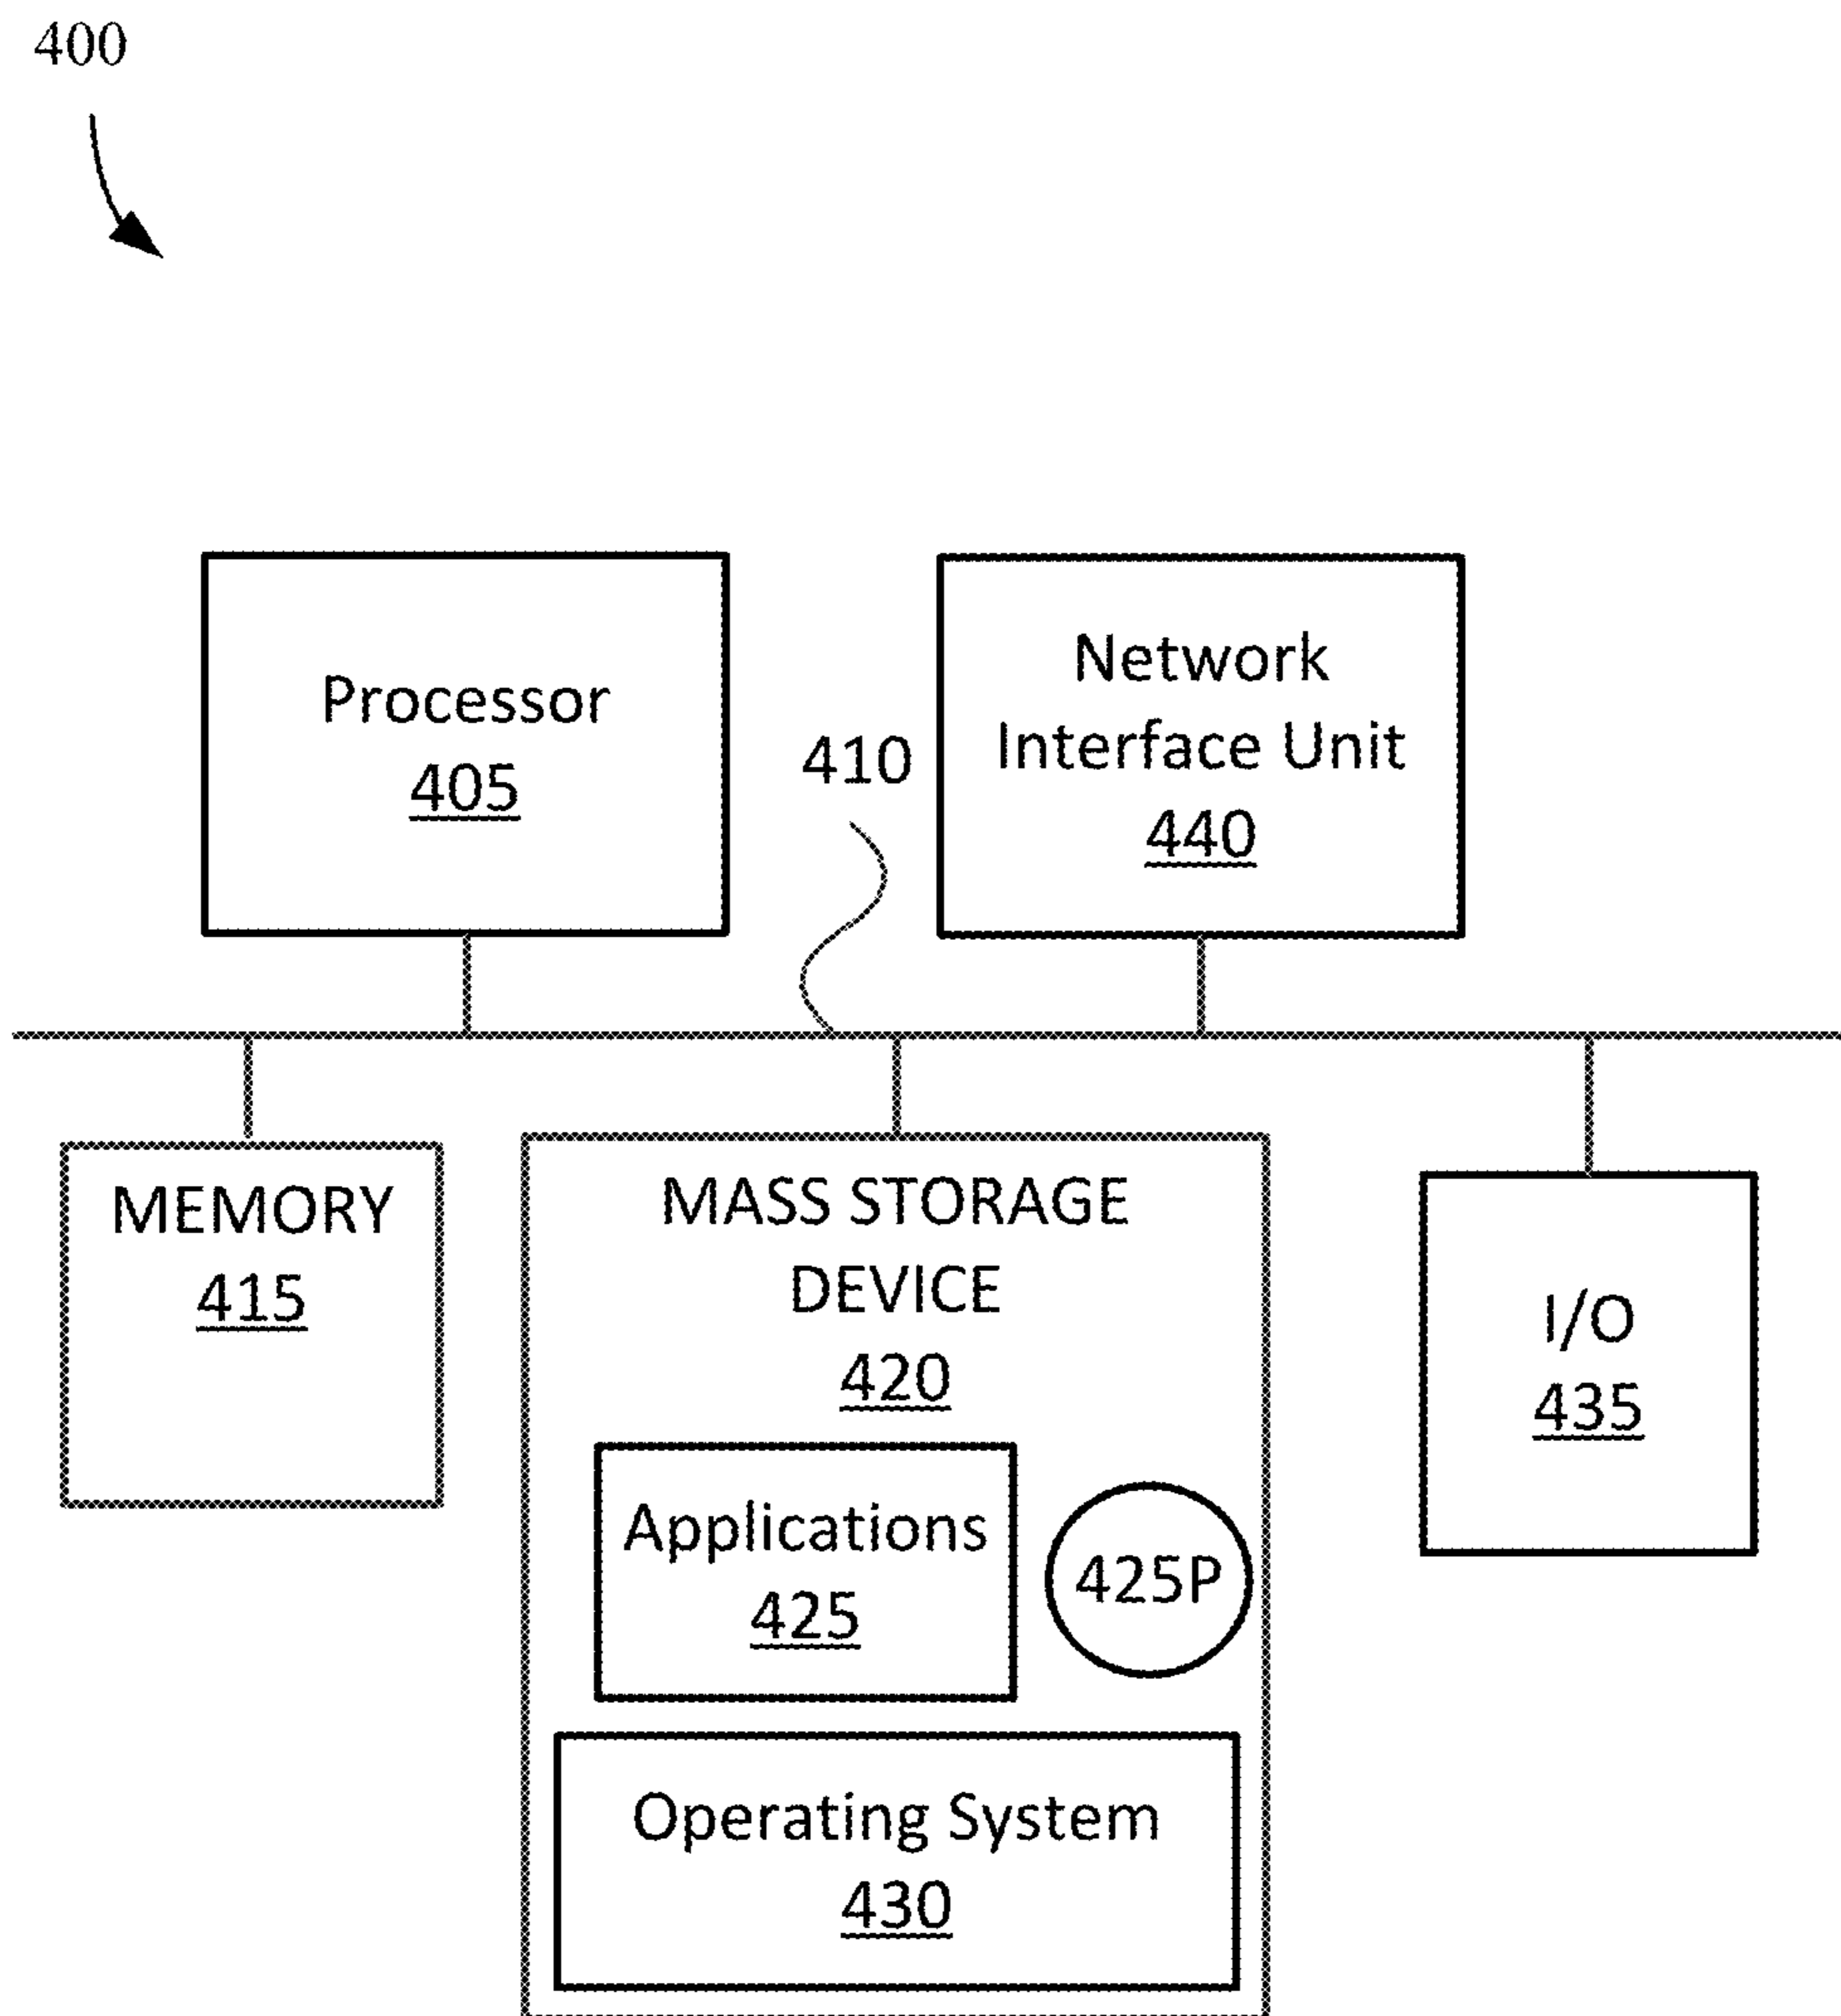 400
Processor
405
410
Network
Interface Unit
440
MEMORY
415
MASS STORAGE
DEVICE
420
Applications
425
425P
Operating System
430
I/O
435